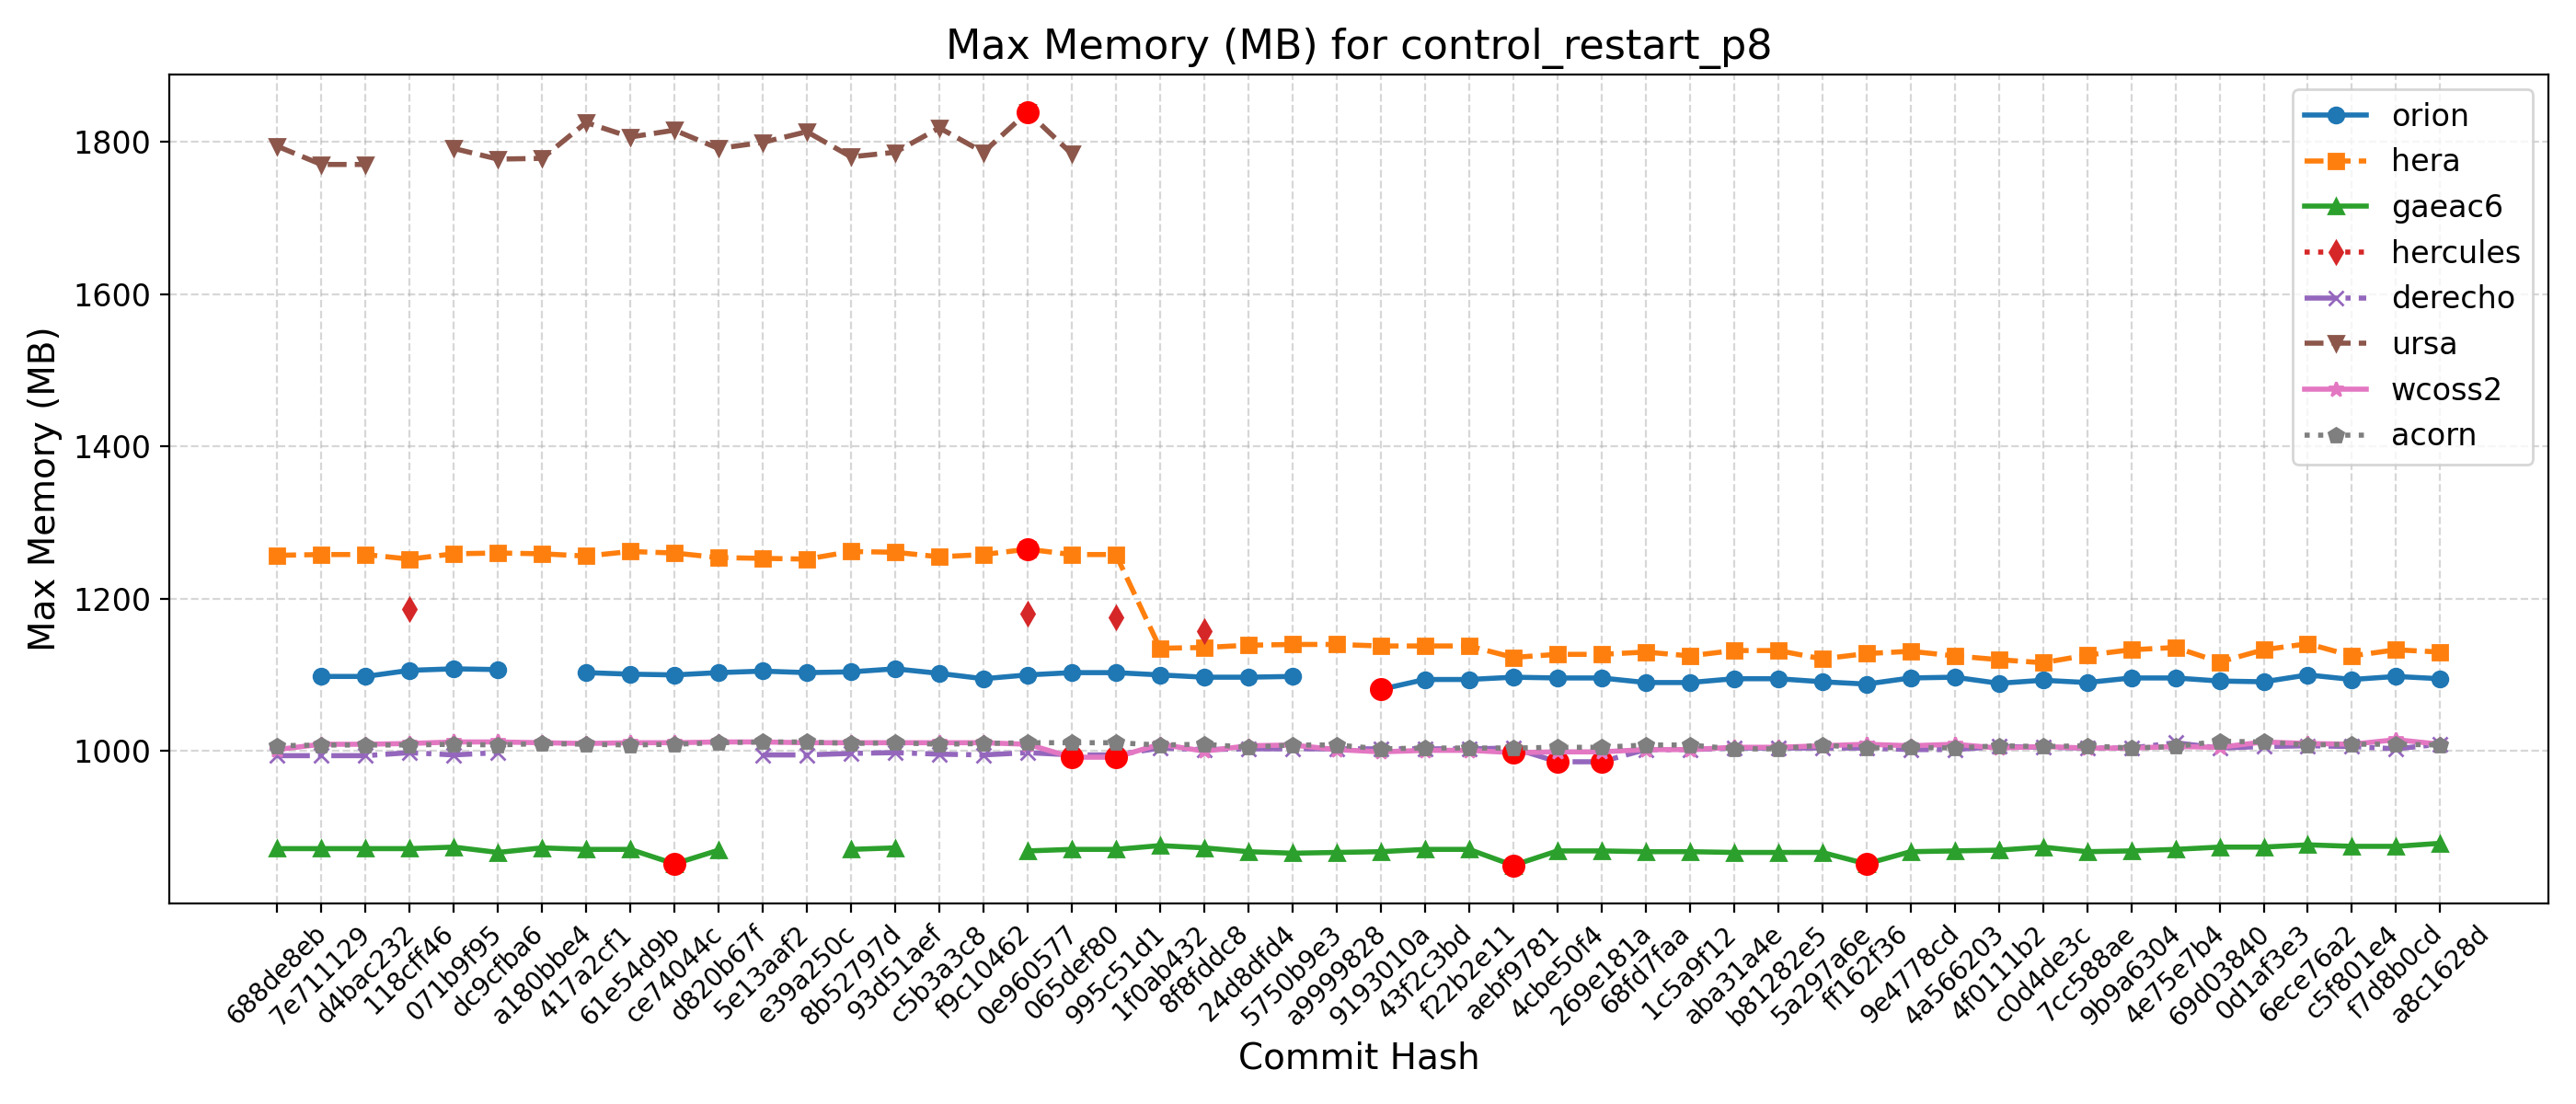 Max Memory (MB) for control_restart_p8
Max Memory (MB)
1800
1600
1400
1200
1000
orion
hera
gaeac6
hercules
derecho
ursa
wcoss2
acorn
688de8eb
7e711129
d4bac232
118cff46
071b9f95
dc9cfba6
a180bbe4
417a2cf1
61e54d9b
ce74044c
d820b67f
5e13aaf2
e39a250c
8b52797d
93d51aef
c5b3a3c8
f9c10462
0e960577
065def80
995c51d1
1f0ab432
8f8fddc8
24d8dfd4
5750b9e3
a9999828
919301 0a
43f2c3bd
f22b2e11
aebf9781
4cbe50f4
269e181a
68fd7faa
1c5a9f12
aba31a4e
b81282e5
5a297a6e
ff162f36
9e4778cd
4a566203
4f0111b2
c0d4de3c
7cc588ae
9b9a6304
4e75e7b4
69d03840
0d1af3e3
6ece76a2
c5f801e4
f7d8b0cd
a8c1628d
Commit Hash